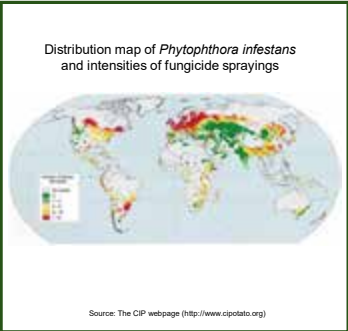 Distribution map of Phytophthora infestans
and intensities of fungicide sprayings
Source: The CIP webpage (http://www.cipotato.org)